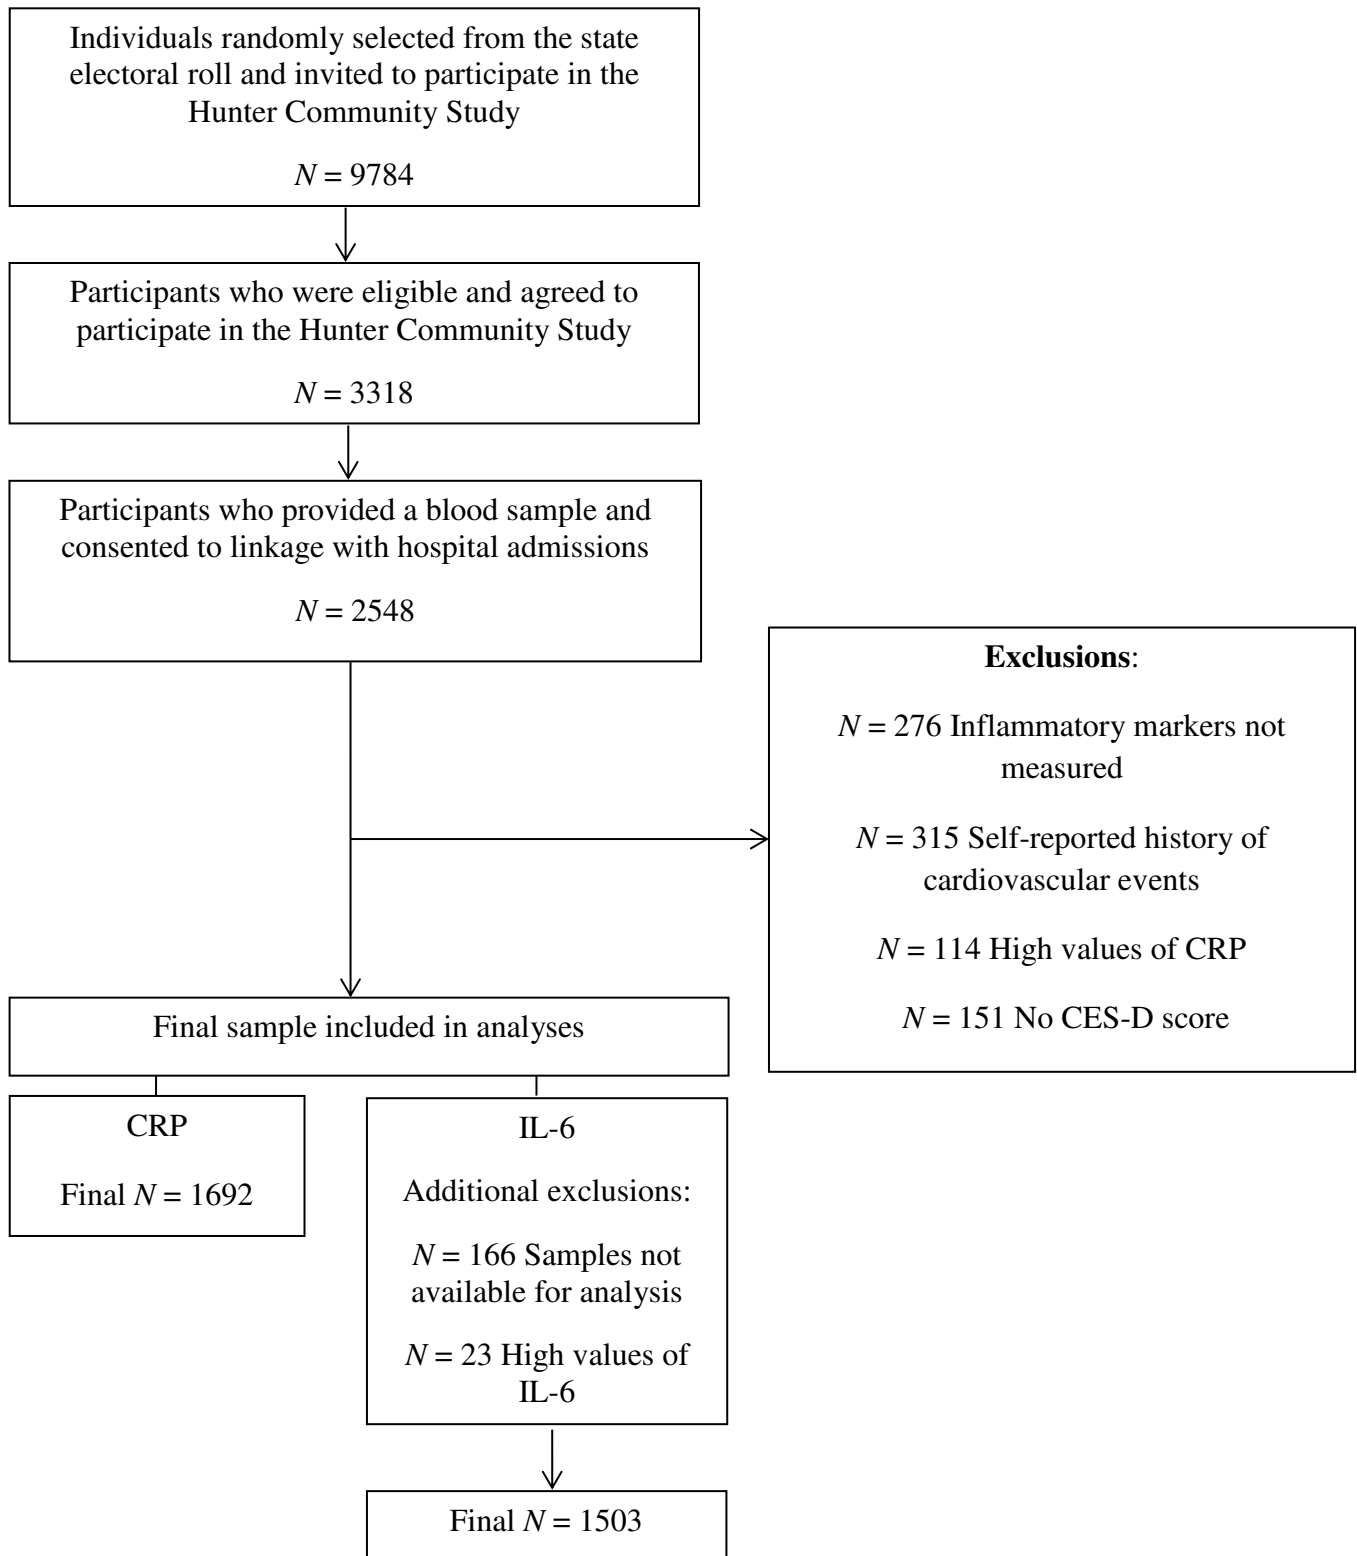 Individuals randomly selected from the state
electoral roll and invited to participate in the
Hunter Community Study
N = 9784
Participants who were eligible and agreed to
participate in the Hunter Community Study
N = 3318
Participants who provided a blood sample and
consented to linkage with hospital admissions
N = 2548
Exclusions:
N = 276 Inflammatory markers not
measured
N = 315 Self-reported history of
cardiovascular events
N = 114 High values of CRP
N = 151 No CES-D score
Final sample included in analyses
CRP
Final N = 1692
IL-6
Additional exclusions:
N = 166 Samples not
available for analysis
N = 23 High values of
IL-6
Final N = 1503